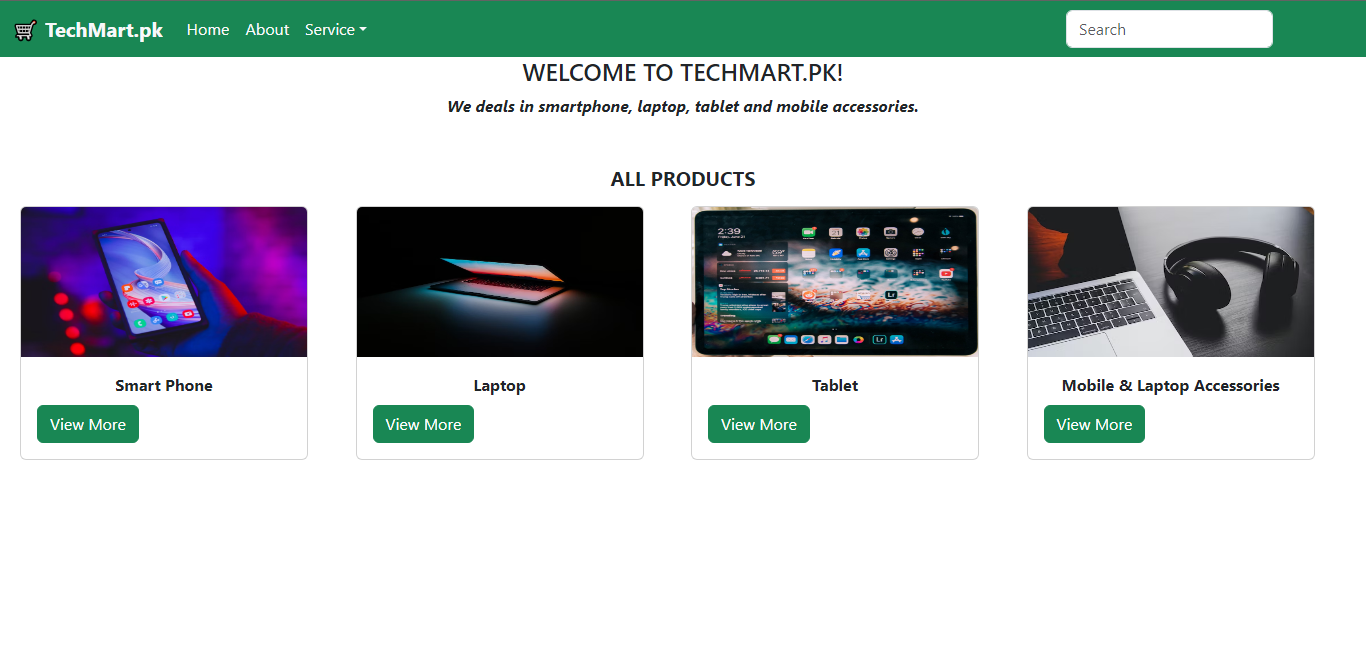 TechMart.pk Home About Service Search
WELCOME TO TECHMART.PK!
We deals in smartphone, laptop, tablet and mobile accessories.
ALL PRODUCTS
2:39
Lr
Lr
Smart Phone Laptop Tablet Mobile & Laptop Accessories
View More View More View More View More